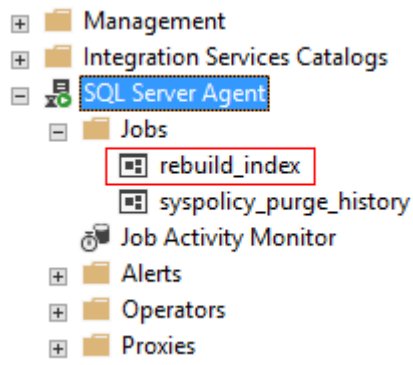 Management
Integration Services Catalogs
SQL Server Agent
Jobs
rebuild_index
syspolicy_purge_history
Job Activity Monitor
Alerts
Operators
Proxies